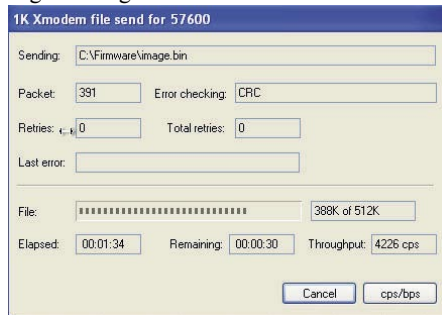 1K Xmodem file send for 57600
Sending: C:\Firmware\image.bin
Packet: 391 Error checking: CRC
Retries: 0 Total retries: 0
Last error:
File: 388K of 512K
Elapsed: 00:01:34 Remaining: 00:00:30 Throughput: 4226 cps
Cancel cps/bps